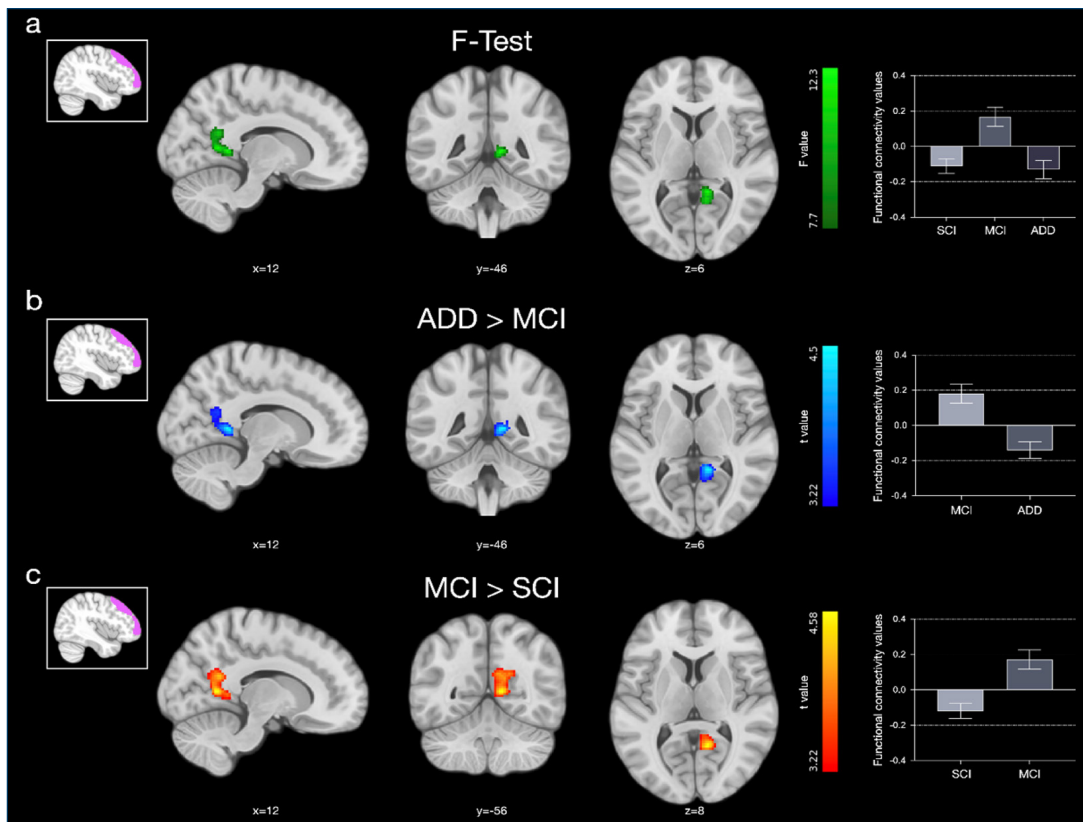 a
F-Test
x=12
y=-46
z=6
12.3
F value
7.7
Functional connectivity values
0.4
0.2
0.0
-0.2
-0.4
SCI
MCI
ADD
b
ADD > MCI
x=12
y=-46
z=6
4.5
t value
3.22
Functional connectivity values
0.4
0.2
0.0
-0.2
-0.4
MCI
ADD
c
MCI > SCI
x=12
y=-56
z=8
4.58
t value
3.22
Functional connectivity values
0.4
0.2
0.0
-0.2
-0.4
SCI
MCI